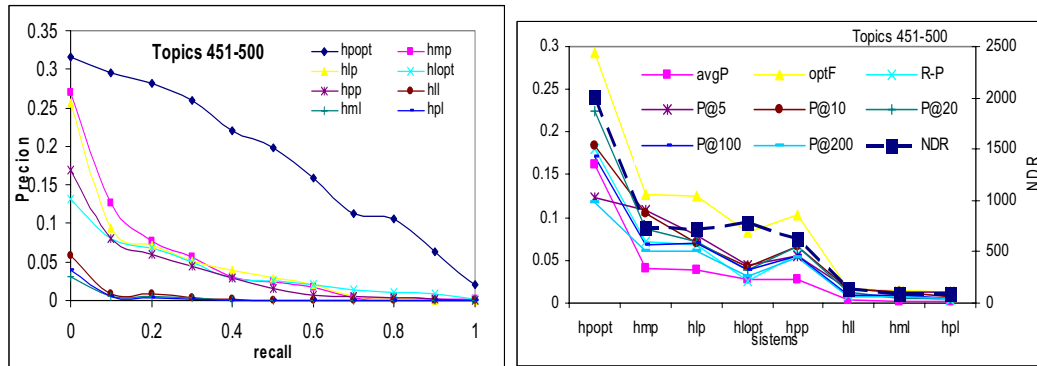 Topics 451-500
hpopt hmp
hlp hlopt
hpp hll
hml hpl
Precion
0.35
0.3
0.25
0.2
0.15
0.1
0.05
0
0 0.2 0.4 0.6 0.8 1
recall
Topics 451-500
avgP optF R-P
P@5 P@10 P@20
P@100 P@200 NDR
0.3
0.25
0.2
0.15
0.1
0.05
0
2500
2000
1500
1000
500
0
NDR
hpopt hmp hlp hlopt hpp hll hml hpl
sistems